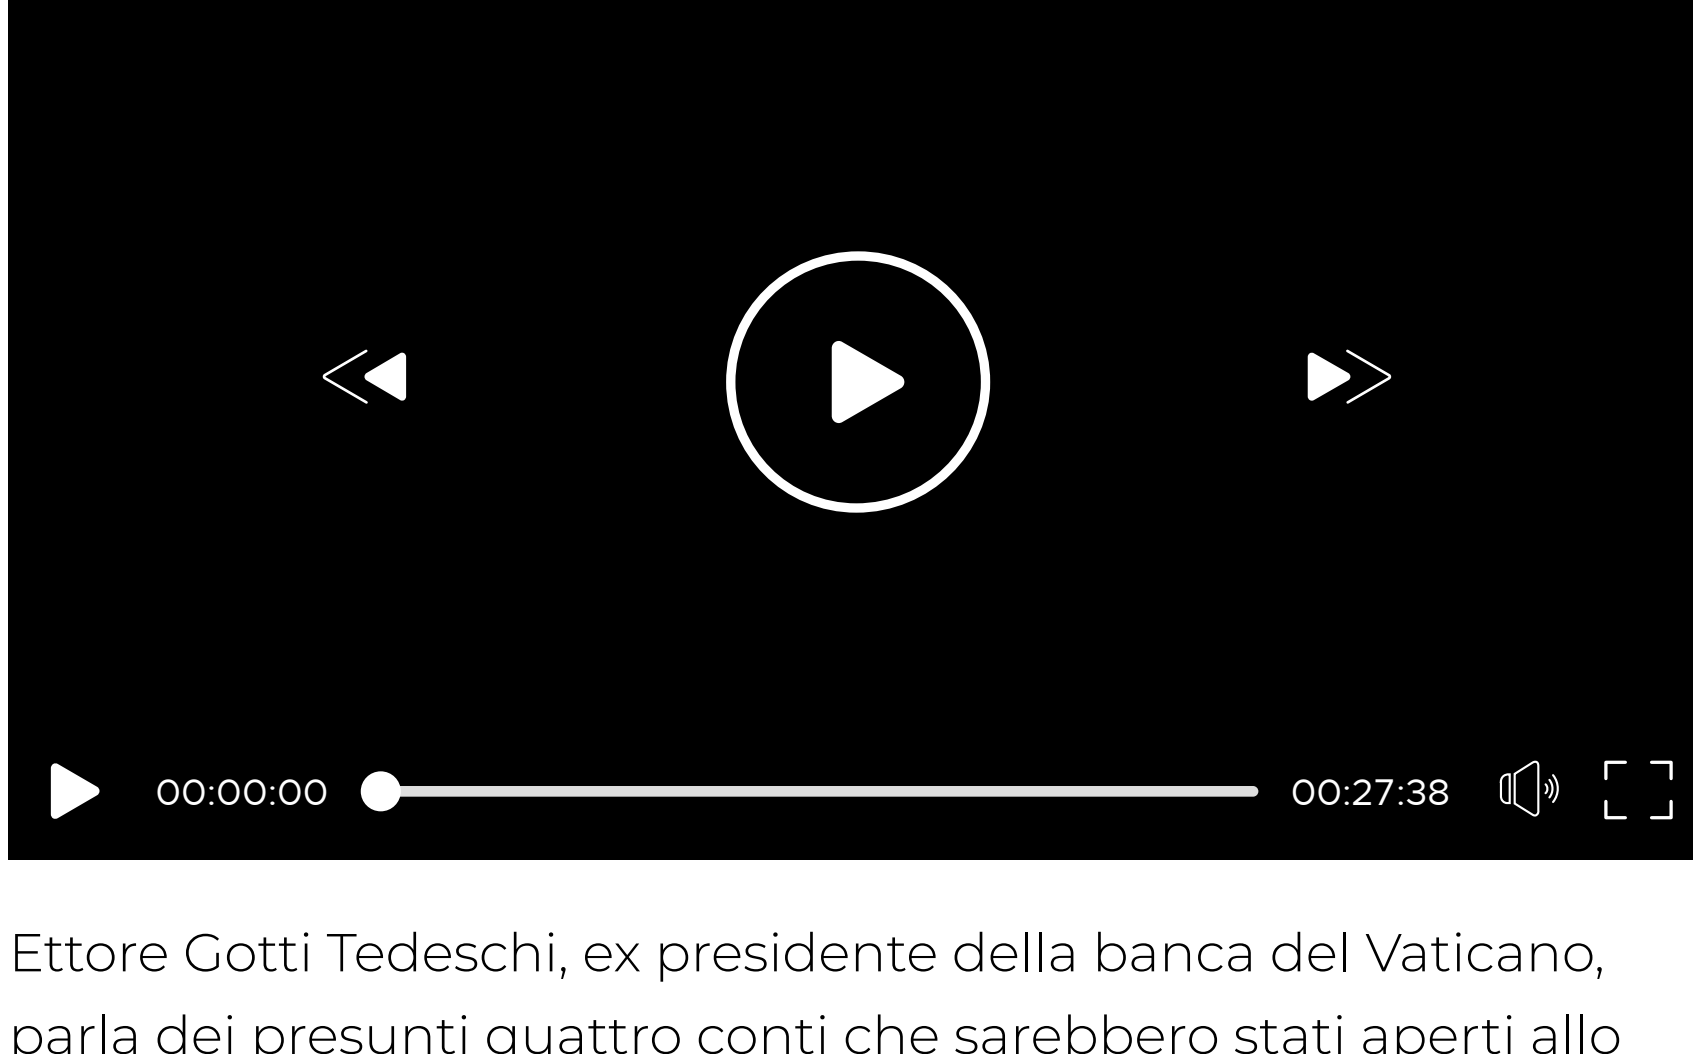 00:00:00 00:27:38
Ettore Gotti Tedeschi, ex presidente della banca del Vaticano,
parla dei presunti quattro conti che sarebbero stati aperti allo